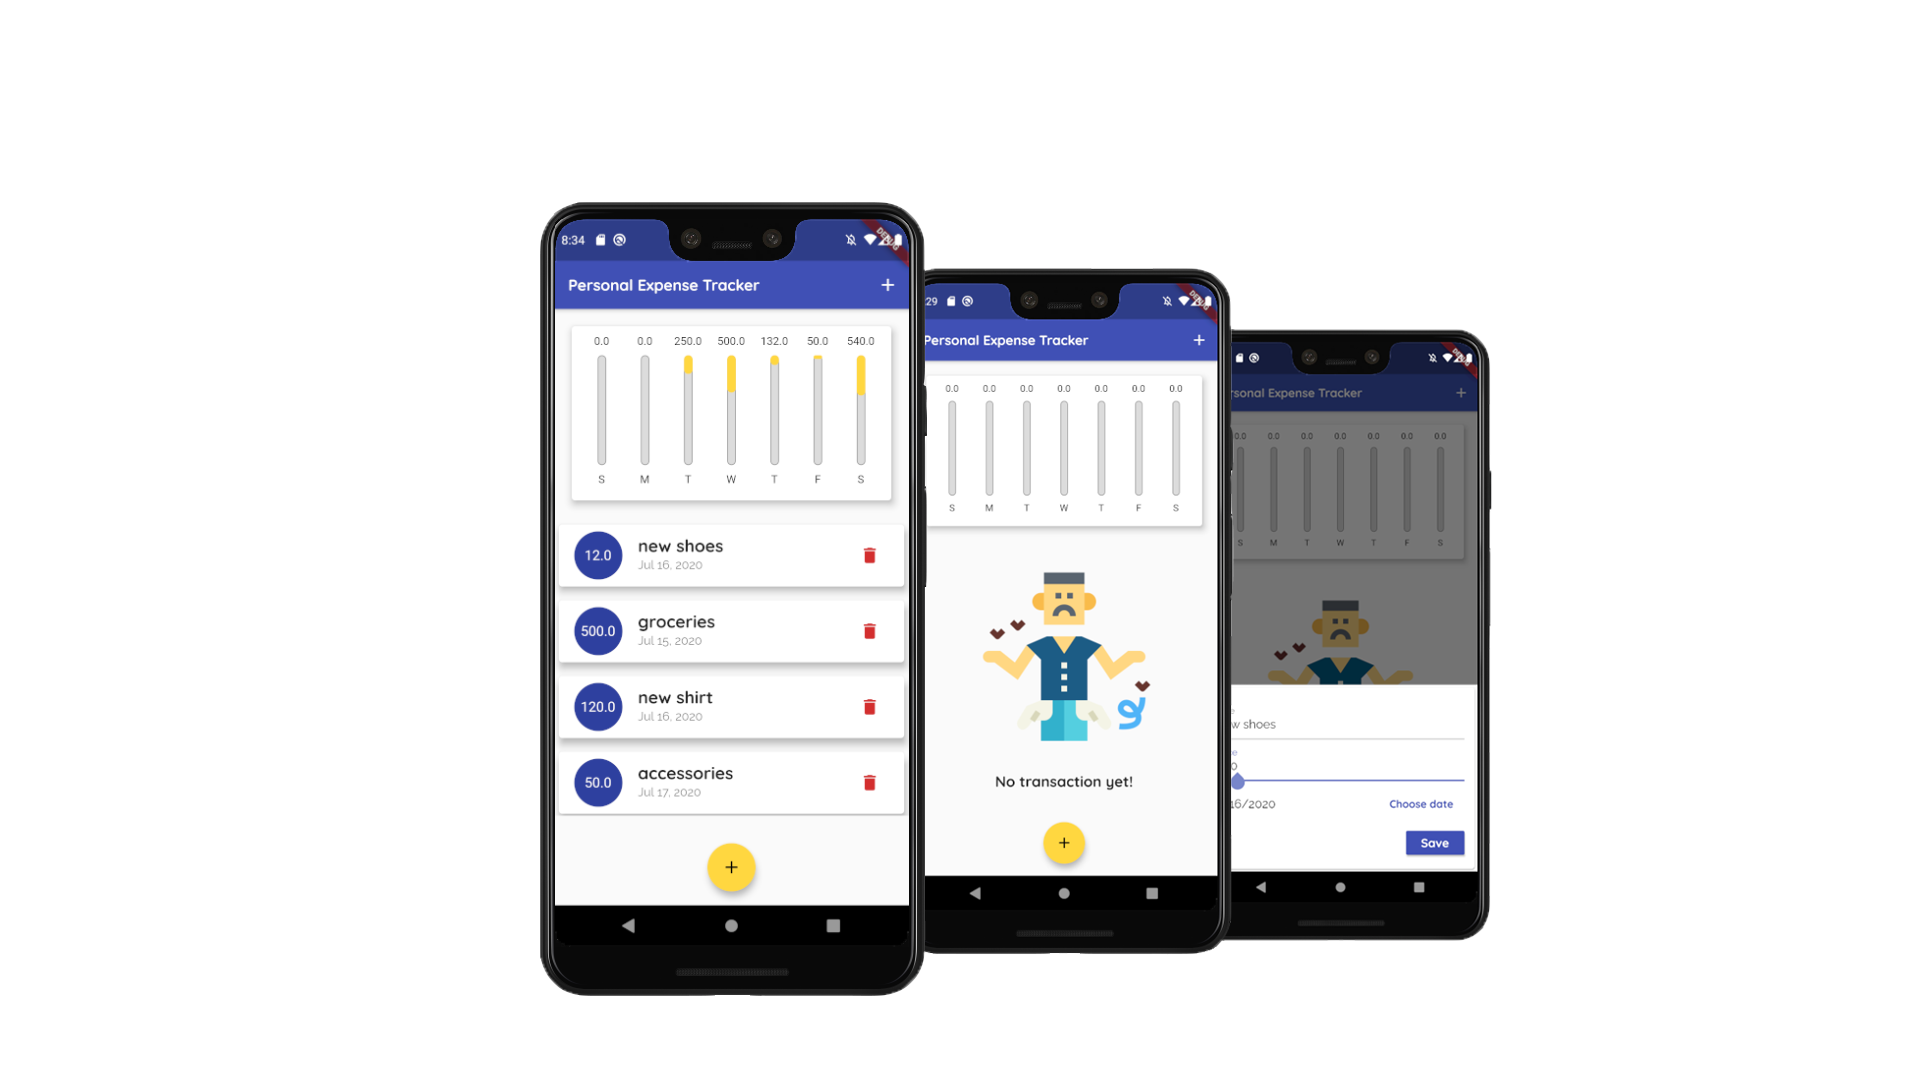 8:34
DEBUG
Personal Expense Tracker +
0.0 0.0 250.0 500.0 132.0 50.0 540.0
S M T W T F S
12.0 new shoes
Jul 16, 2020
500.0 groceries
Jul 15, 2020
120.0 new shirt
Jul 16, 2020
50.0 accessories
Jul 17, 2020
+
29
DEBUG
Personal Expense Tracker +
0.0 0.0 0.0 0.0 0.0 0.0 0.0
S M T W T F S
No transaction yet!
+
DEBUG
rsonal Expense Tracker +
0.0 0.0 0.0 0.0 0.0 0.0 0.0
S M T W T F S
e
w shoes
e
0
16/2020 Choose date
Save